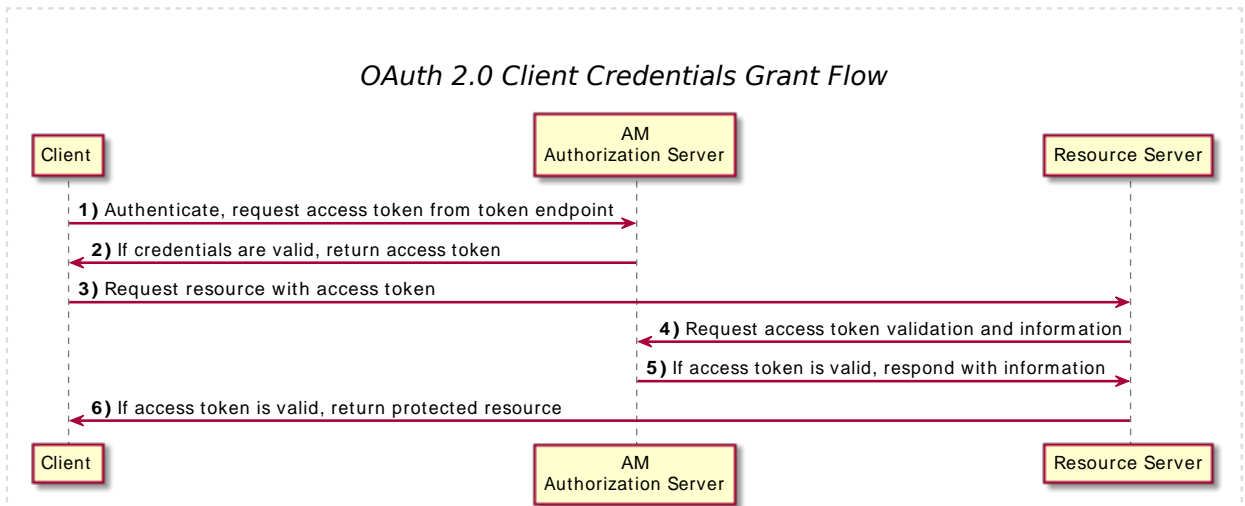 OAuth 2.0 Client Credentials Grant Flow
AM
Client
Authorization Server
Resource Server
1) Authenticate, request access token from token endpoint
2) If credentials are valid, return access token
3) Request resource with access token
4) Request access token validation and information
5) If access token is valid, respond with information
6) If access token is valid, return protected resource
Client
AM
Authorization Server
Resource Server